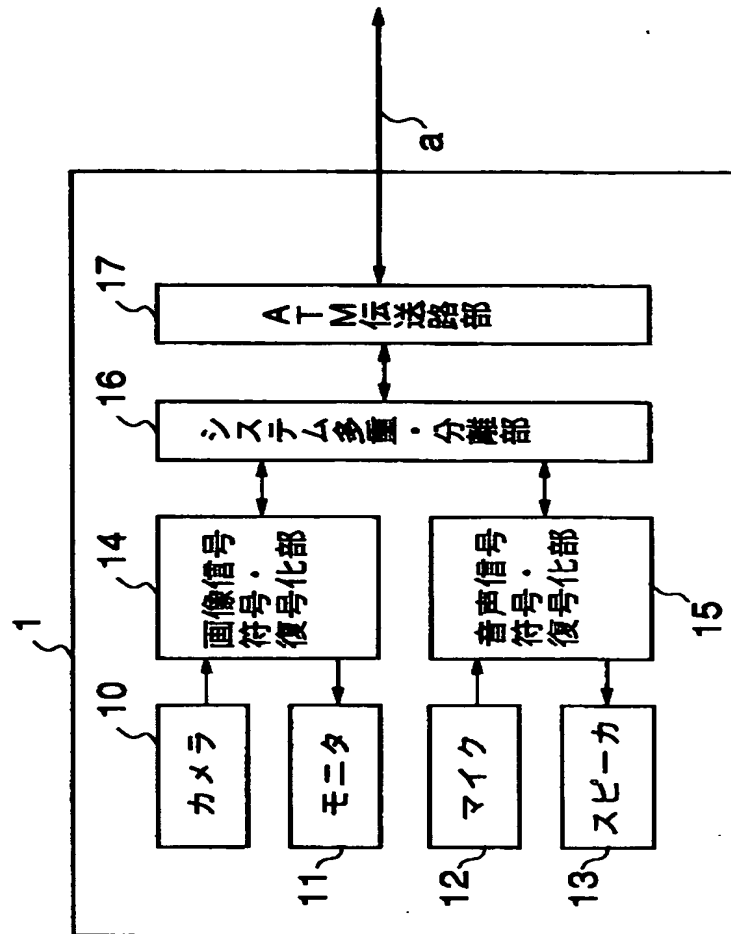 1
10
カメラ
モニタ
11
マイク
12
スピーカ
13
14
画像信号
符号・
復号化部
音声信号
符号・
復号化部
15
16
システム多重・分離部
17
ATM伝送路部
a